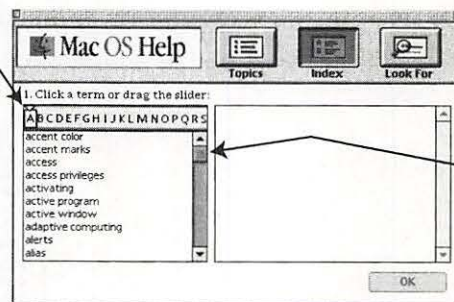 Mac OS Help
Topics
Index
Look For
1. Click a term or drag the slider:
A B C D E F G H I J K L M N O P Q R S
accent color
accent marks
access
access privileges
activating
active program
active window
adaptive computing
alerts
alias
OK